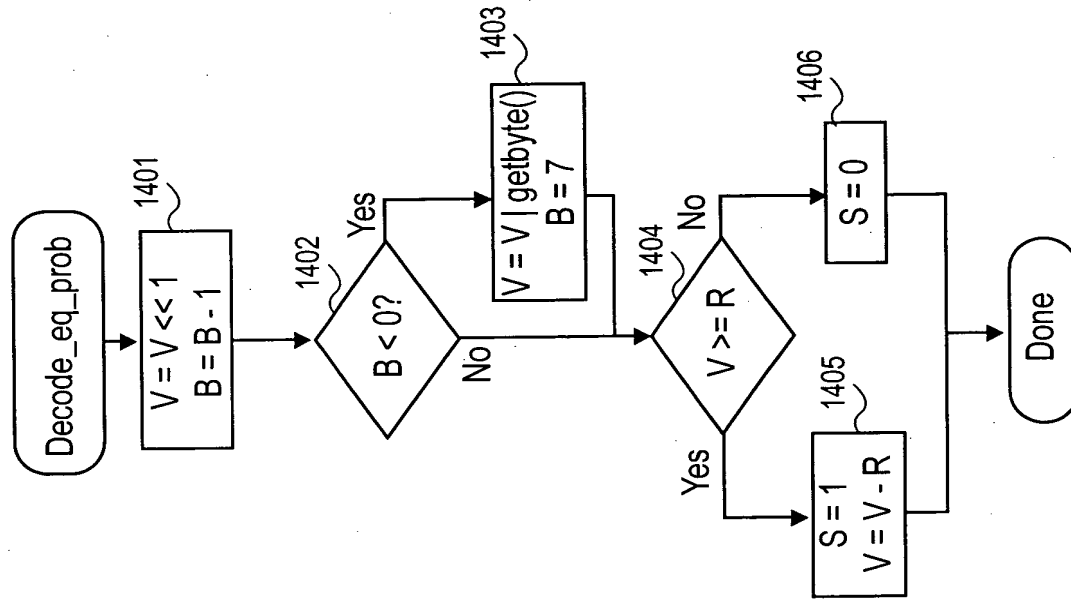 Decode_eq_prob
1401
V = V << 1
B = B - 1
1402
B < 0?
Yes
No
1403
V = V | getbyte()
B = 7
1404
V >= R
Yes
No
1405
S = 1
V = V - R
1406
S = 0
Done